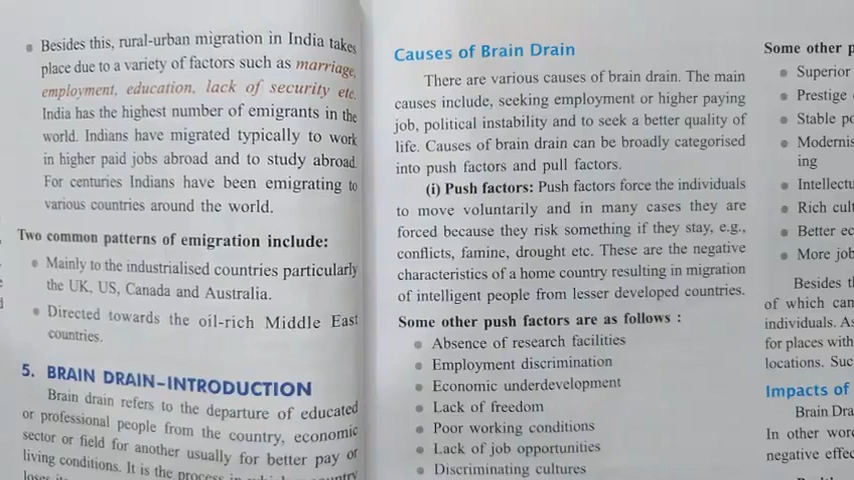 Besides this, rural-urban migration in India takes
place due to a variety of factors such as marriage,
employment, education, lack of security etc.
India has the highest number of emigrants in the
world. Indians have migrated typically to work
in higher paid jobs abroad and to study abroad.
For centuries Indians have been emigrating to
various countries around the world.
Two common patterns of emigration include:
Mainly to the industrialised countries particularly
the UK, US, Canada and Australia.
Directed towards the oil-rich Middle East
countries.
5. BRAIN DRAIN–INTRODUCTION
Brain drain refers to the departure of educated
or professional people from the country, economic
sector or field for another usually for better pay or
living conditions. It is the process in which country
loses
Causes of Brain Drain
There are various causes of brain drain. The main
causes include, seeking employment or higher paying
job, political instability and to seek a better quality of
life. Causes of brain drain can be broadly categorised
into push factors and pull factors.
(i) Push factors: Push factors force the individuals
to move voluntarily and in many cases they are
forced because they risk something if they stay, e.g.,
conflicts, famine, drought etc. These are the negative
characteristics of a home country resulting in migration
of intelligent people from lesser developed countries.
Some other push factors are as follows :
Absence of research facilities
Employment discrimination
Economic underdevelopment
Lack of freedom
Poor working conditions
Lack of job opportunities
Discriminating cultures
Some other
Superior
Prestige
Stable
Modernis
ing
Intellectu
Rich cult
Better
More job
Besides
of which can
individuals. As
for places with
locations. Suc
Impacts of
Brain Dra
In other
negative effec